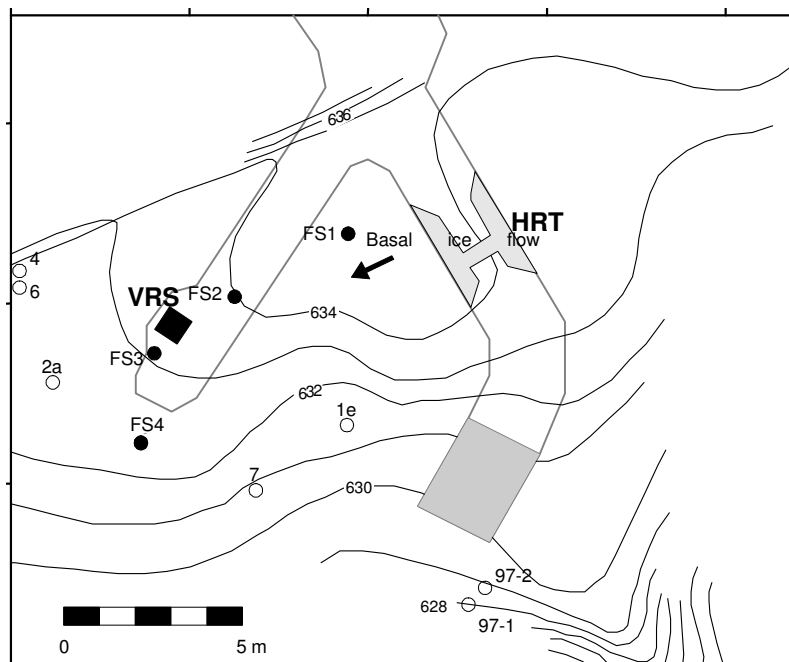 636
FS1
Basal ice flow
HRT
4
6
VRS
FS2
634
FS3
2a
632
1e
FS4
7
630
97-2
628
97-1
0 5 m